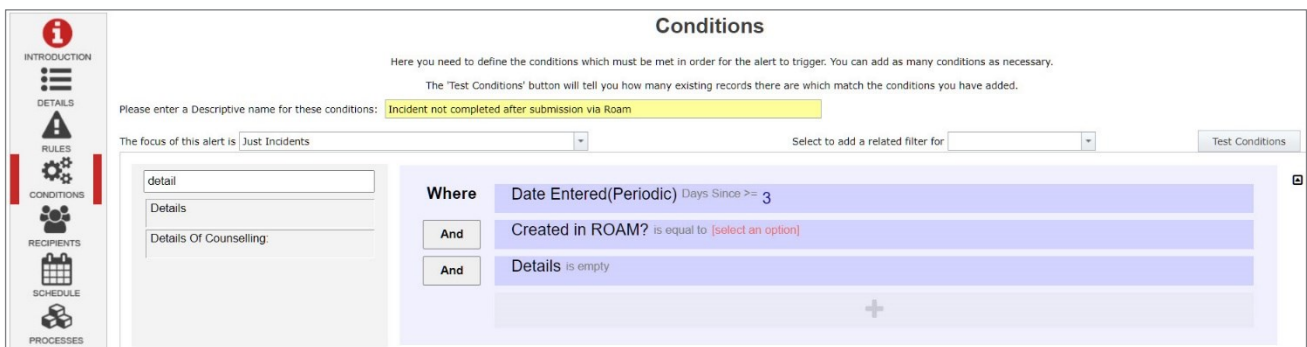 Conditions
Here you need to define the conditions which must be met in order for the alert to trigger. You can add as many conditions as necessary.
The 'Test Conditions' button will tell you how many existing records there are which match the conditions you have added.
Please enter a Descriptive name for these conditions: Incident not completed after submission via Roam
The focus of this alert is Just Incidents Select to add a related filter for Test Conditions
INTRODUCTION
DETAILS
RULES
CONDITIONS
RECIPIENTS
SCHEDULE
PROCESSES
detail
Details
Details Of Counselling:
Where Date Entered(Periodic) Days Since >= 3
And Created in ROAM? is equal to [select an option]
And Details is empty